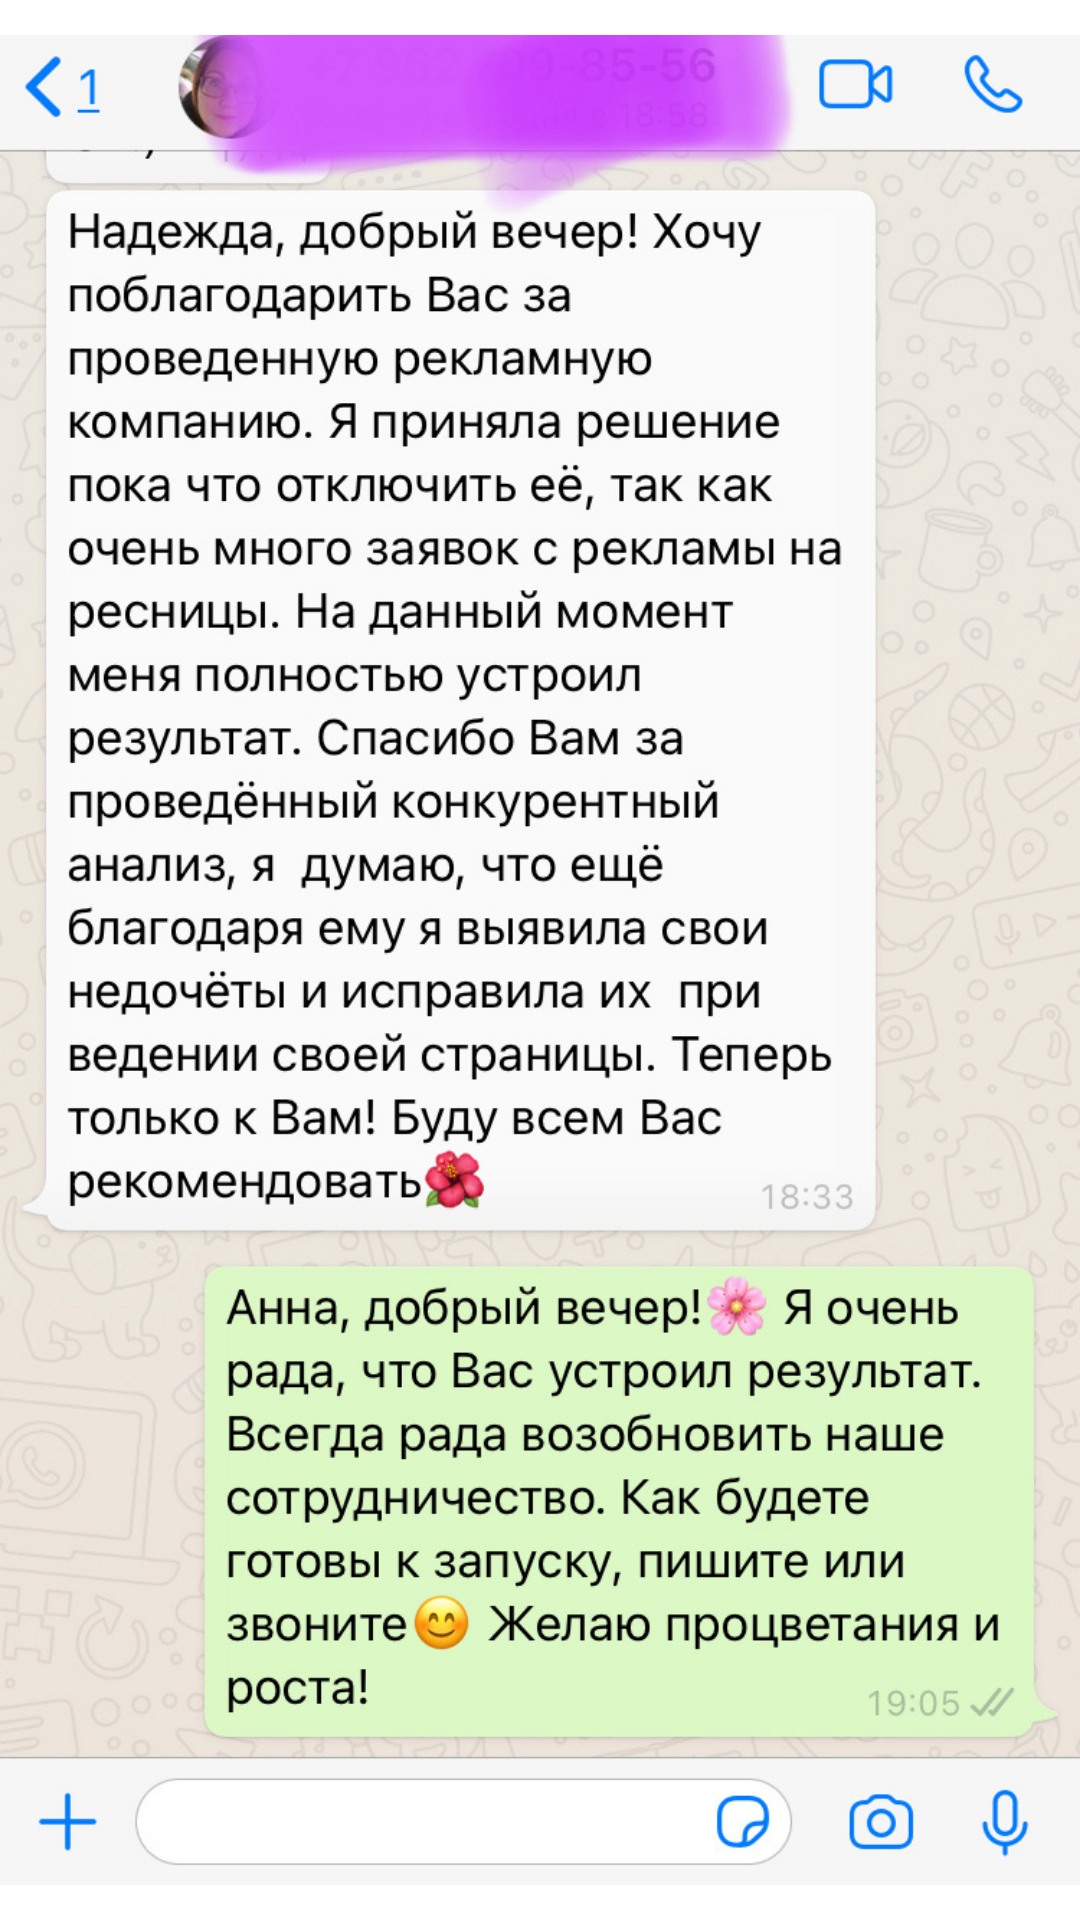 1
Надежда, добрый вечер! Хочу
поблагодарить Вас за
проведенную рекламную
компанию. Я приняла решение
пока что отключить её, так как
очень много заявок с рекламы на
ресницы. На данный момент
меня полностью устроил
результат. Спасибо Вам за
проведённый конкурентный
анализ, я  думаю, что ещё
благодаря ему я выявила свои
недочёты и исправила их  при
ведении своей страницы. Теперь
только к Вам! Буду всем Вас
рекомендовать🌺
18:33
Анна, добрый вечер!🌸 Я очень
рада, что Вас устроил результат.
Всегда рада возобновить наше
сотрудничество. Как будете
готовы к запуску, пишите или
звоните😊 Желаю процветания и
роста!
19:05